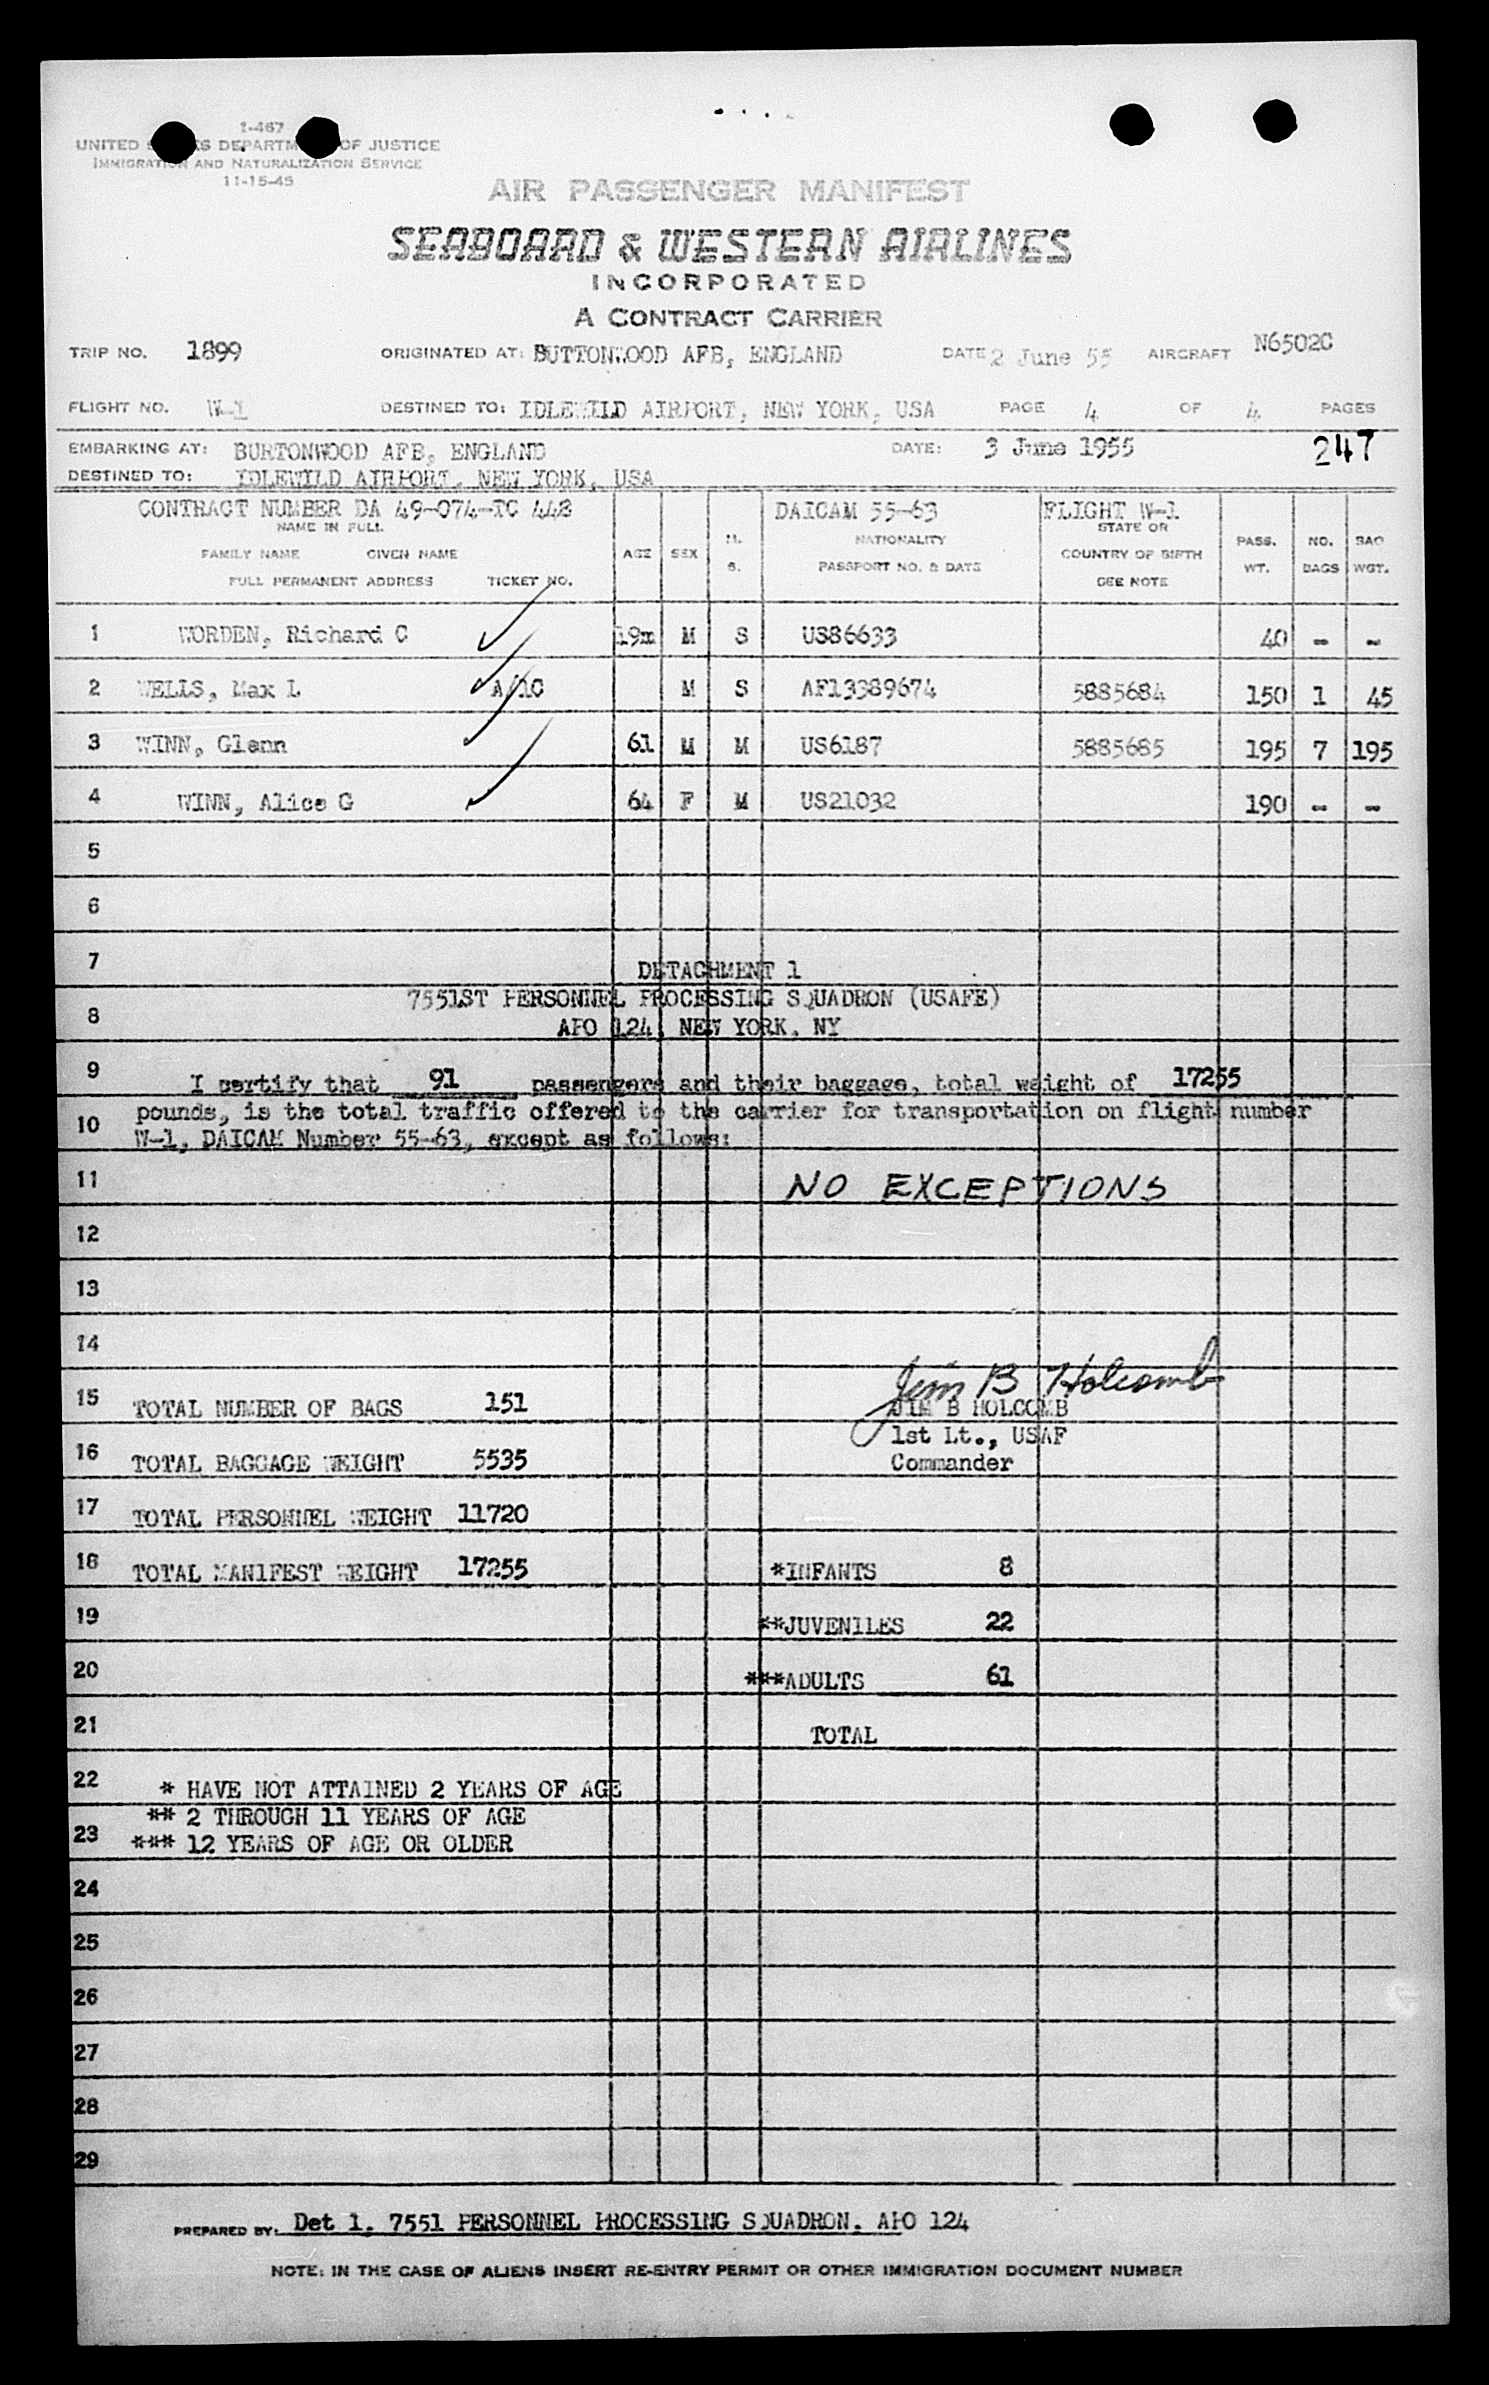 I-467
UNITED S ES DEPARTM OF JUSTICE
IMMIGRATION AND NATURALIZATION SERVICE
11-15-45
AIR PASSENGER MANIFEST
SEABOARD & WESTERN AIRLINES
INCORPORATED
A CONTRACT CARRIER
TRIP NO. 1899 ORIGINATED AT: BUTTONWOOD AFB, ENGLAND DATE 2 June 55 AIRCRAFT N6502C
FLIGHT NO. W-1 DESTINED TO: IDLEWILD AIRPORT, NEW YORK, USA PAGE 4 OF 4 PAGES
EMBARKING AT: BURTONWOOD AFB, ENGLAND DATE: 3 June 1955 247
DESTINED TO: IDLEWILD AIRPORT, NEW YORK, USA
CONTRACT NUMBER DA 49-074-TC 448 DAICAM 55-63 FLIGHT W-1
NAME IN FULL M. NATIONALITY STATE OR PASS. NO. BAG
FAMILY NAME GIVEN NAME AGE SEX S. PASSPORT NO. & DATE COUNTRY OF BIRTH WT. BAGS WGT.
FULL PERMANENT ADDRESS TICKET NO. SEE NOTE
1 WORDEN, Richard C 19m M S US86633 40 - -
2 WELLS, Max L A/1C M S AF13389674 5885684 150 1 45
3 WINN, Glenn 61 M M US6187 5885685 195 7 195
4 WINN, Alice G 64 F M US21032 190 - -
5
6
7 DETACHMENT 1
7551ST PERSONNEL PROCESSING SQUADRON (USAFE)
8 APO 124, NEW YORK, NY
9 I certify that 91 passengers and their baggage, total weight of 17255
10 pounds, is the total traffic offered to the carrier for transportation on flight number
W-1, DAICAM Number 55-63, except as follows:
11 NO EXCEPTIONS
12
13
14
Jim B Holcomb
15 TOTAL NUMBER OF BAGS 151 JIM B HOLCOMB
1st Lt., USAF
16 TOTAL BAGGAGE WEIGHT 5535 Commander
17 TOTAL PERSONNEL WEIGHT 11720
18 TOTAL MAN1FEST WEIGHT 17255 *INFANTS 8
19 **JUVEN1LES 22
20 ***ADULTS 61
21 TOTAL
22 * HAVE NOT ATTAINED 2 YEARS OF AGE
** 2 THROUGH 11 YEARS OF AGE
23 *** 12 YEARS OF AGE OR OLDER
24
25
26
27
28
29
PREPARED BY: Det 1, 7551 PERSONNEL PROCESSING SQUADRON. APO 124
NOTE: IN THE CASE OF ALIENS INSERT RE-ENTRY PERMIT OR OTHER IMMIGRATION DOCUMENT NUMBER